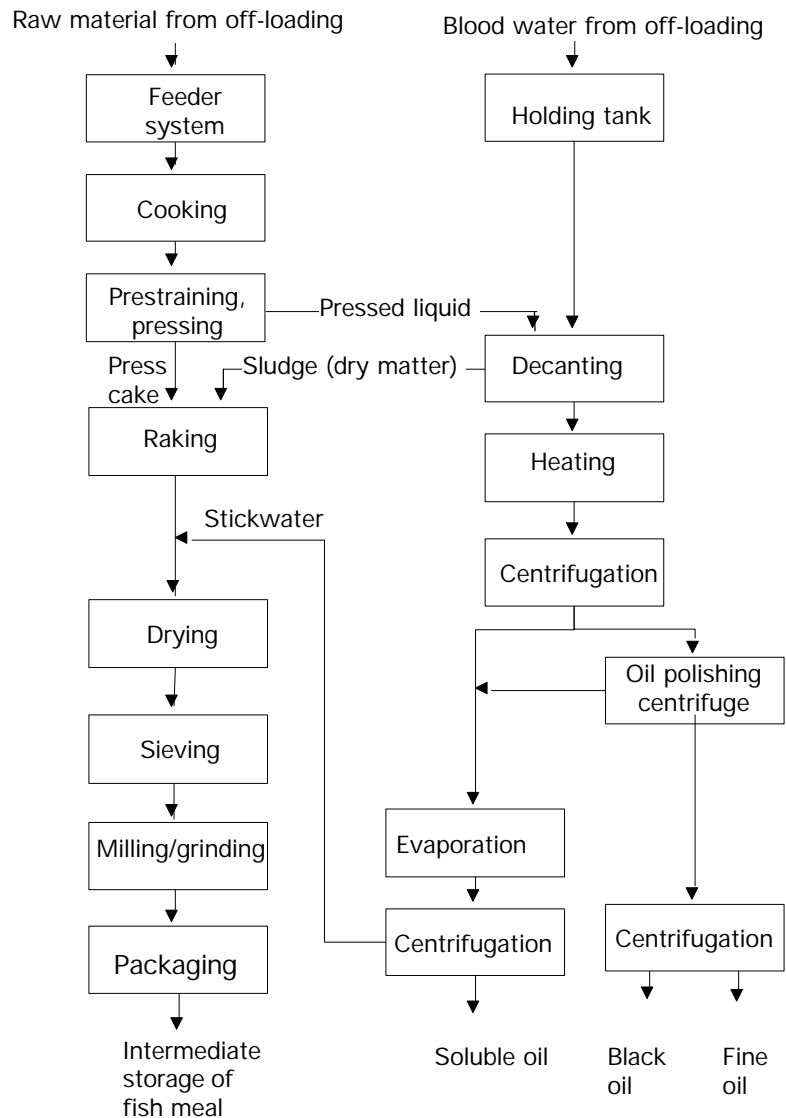 Raw material from off-loading
Blood water from off-loading
Feeder
system
Holding tank
Cooking
Prestraining,
pressing
Pressed liquid
Press
cake
Sludge (dry matter)
Decanting
Raking
Heating
Stickwater
Centrifugation
Drying
Oil polishing
centrifuge
Sieving
Milling/grinding
Evaporation
Packaging
Centrifugation
Centrifugation
Intermediate
storage of
fish meal
Soluble oil
Black
oil
Fine
oil